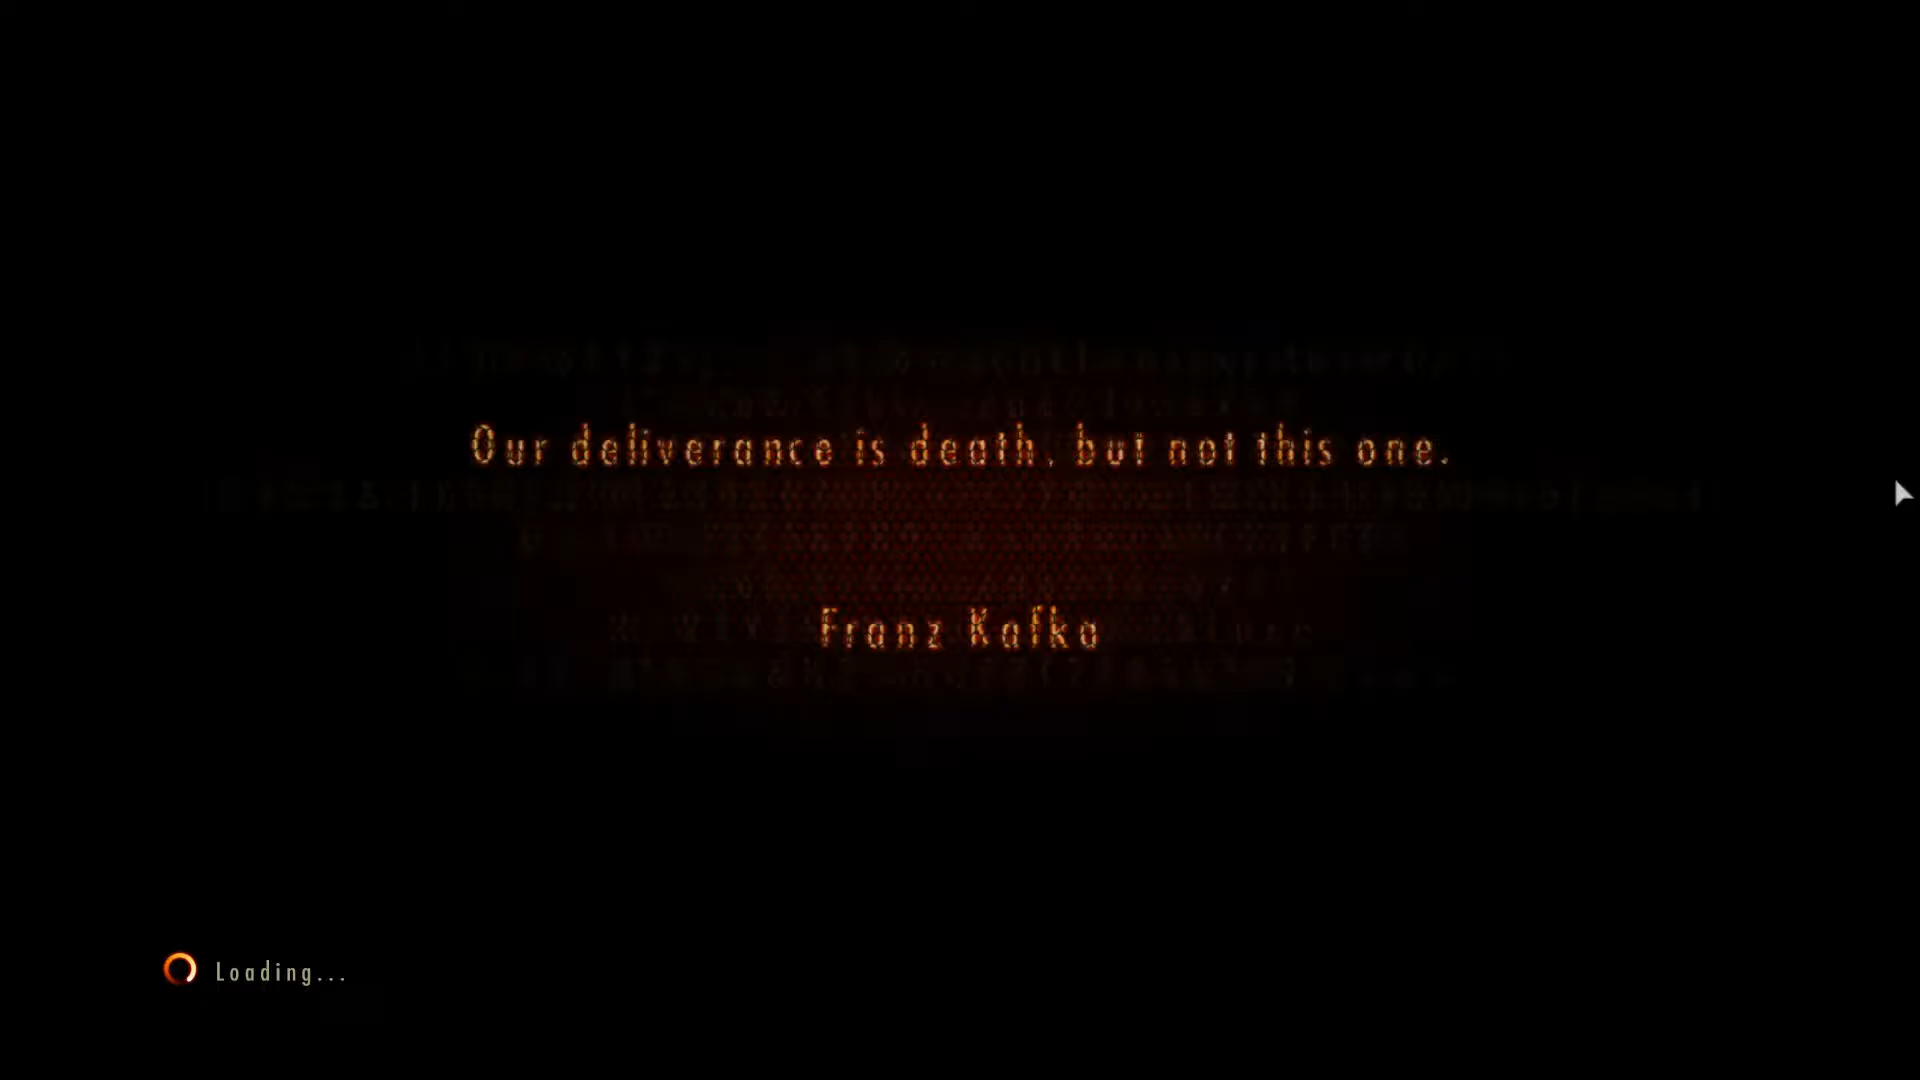 Our deliverance is death, but not this one.
Franz Kafka
Loading...